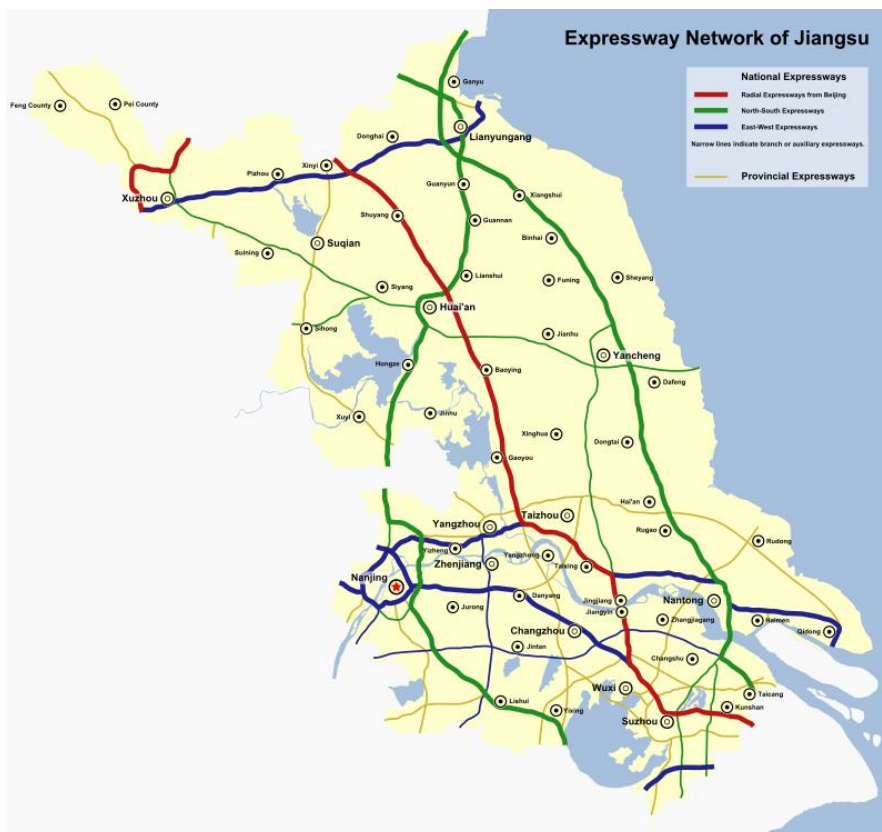 Expressway Network of Jiangsu
National Expressways
Radial Expressways from Beijing
North-South Expressways
East-West Expressways
Narrow lines indicate branch or auxiliary expressways.
Provincial Expressways
Ganyu
Feng County
Pei County
Lianyungang
Donghai
Xinyi
Pizhou
Guanyun
Xiangshui
Xuzhou
Shuyang
Guannan
Binhai
Suqian
Suining
Lianshui
Funing
Sheyang
Siyang
Huai'an
Sihong
Jianhu
Yancheng
Hongze
Baoying
Dafeng
Xuyi
Jinhu
Xinghua
Dongtai
Gaoyou
Hai'an
Taizhou
Yangzhou
Rugao
Rudong
Yizheng
Yangzhong
Zhenjiang
Taixing
Nanjing
Danyang
Jingjiang
Nantong
Jurong
Jiangyin
Zhangjiagang
Haimen
Changzhou
Qidong
Jintan
Changshu
Wuxi
Taicang
Lishui
Yixing
Kunshan
Suzhou